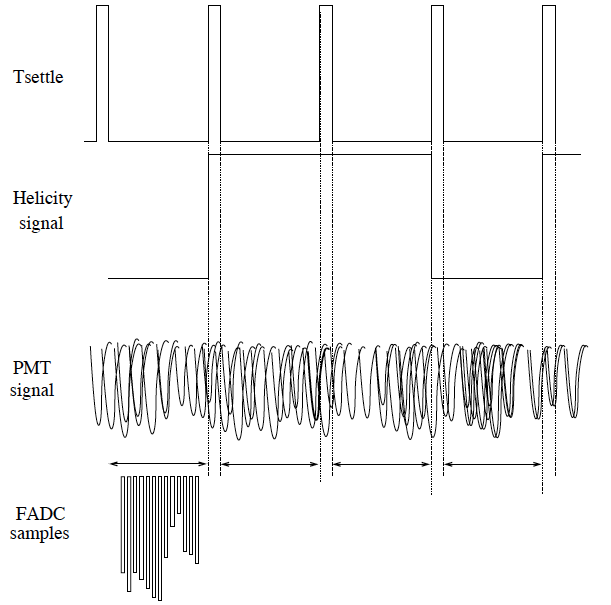 Tsettle
Helicity
signal
PMT
signal
FADC
samples